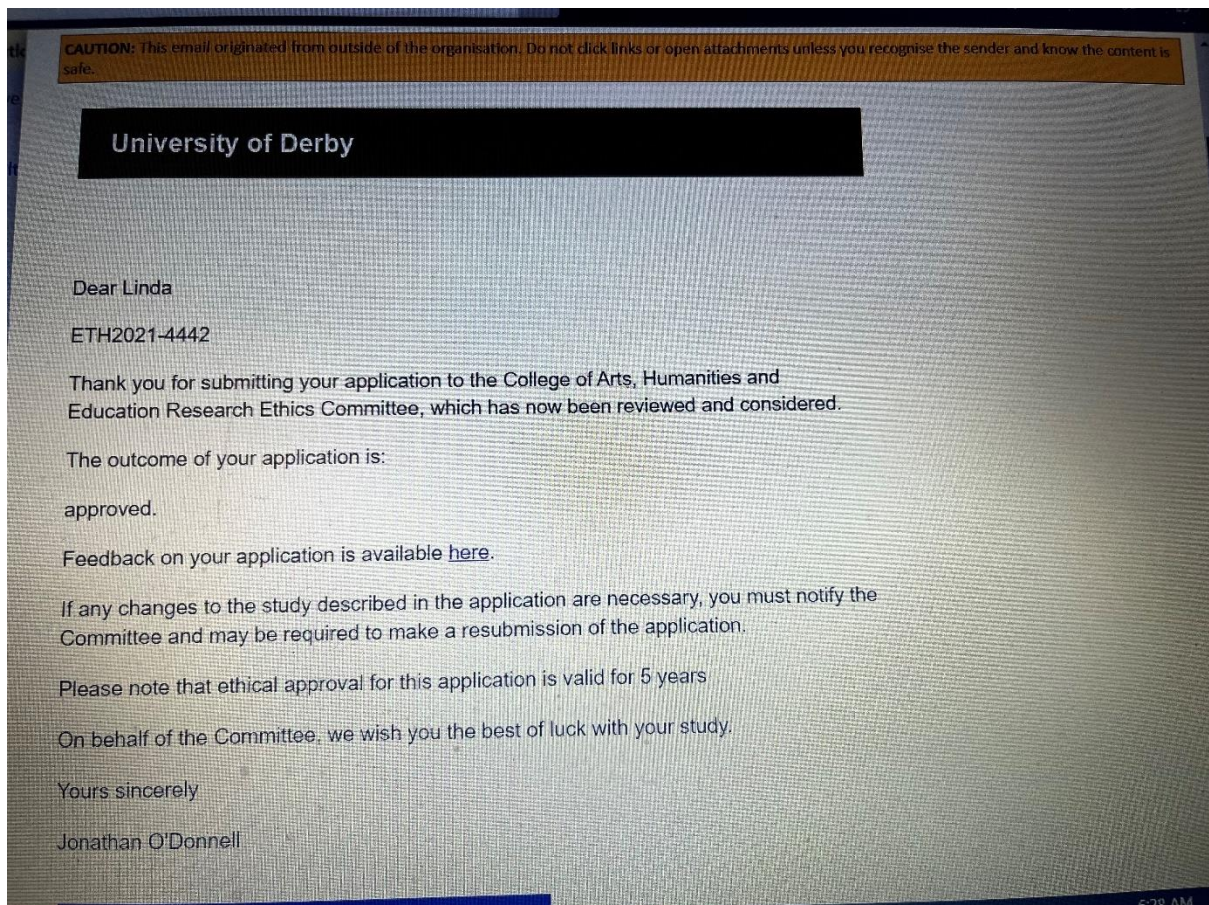 CAUTION: This email originated from outside of the organisation. Do not click links or open attachments unless you recognise the sender and know the content is
safe.
University of Derby
Dear Linda
ETH2021-4442
Thank you for submitting your application to the College of Arts, Humanities and
Education Research Ethics Committee, which has now been reviewed and considered.
The outcome of your application is:
approved.
Feedback on your application is available here.
If any changes to the study described in the application are necessary, you must notify the
Committee and may be required to make a resubmission of the application.
Please note that ethical approval for this application is valid for 5 years
On behalf of the Committee, we wish you the best of luck with your study.
Yours sincerely
Jonathan O'Donnell